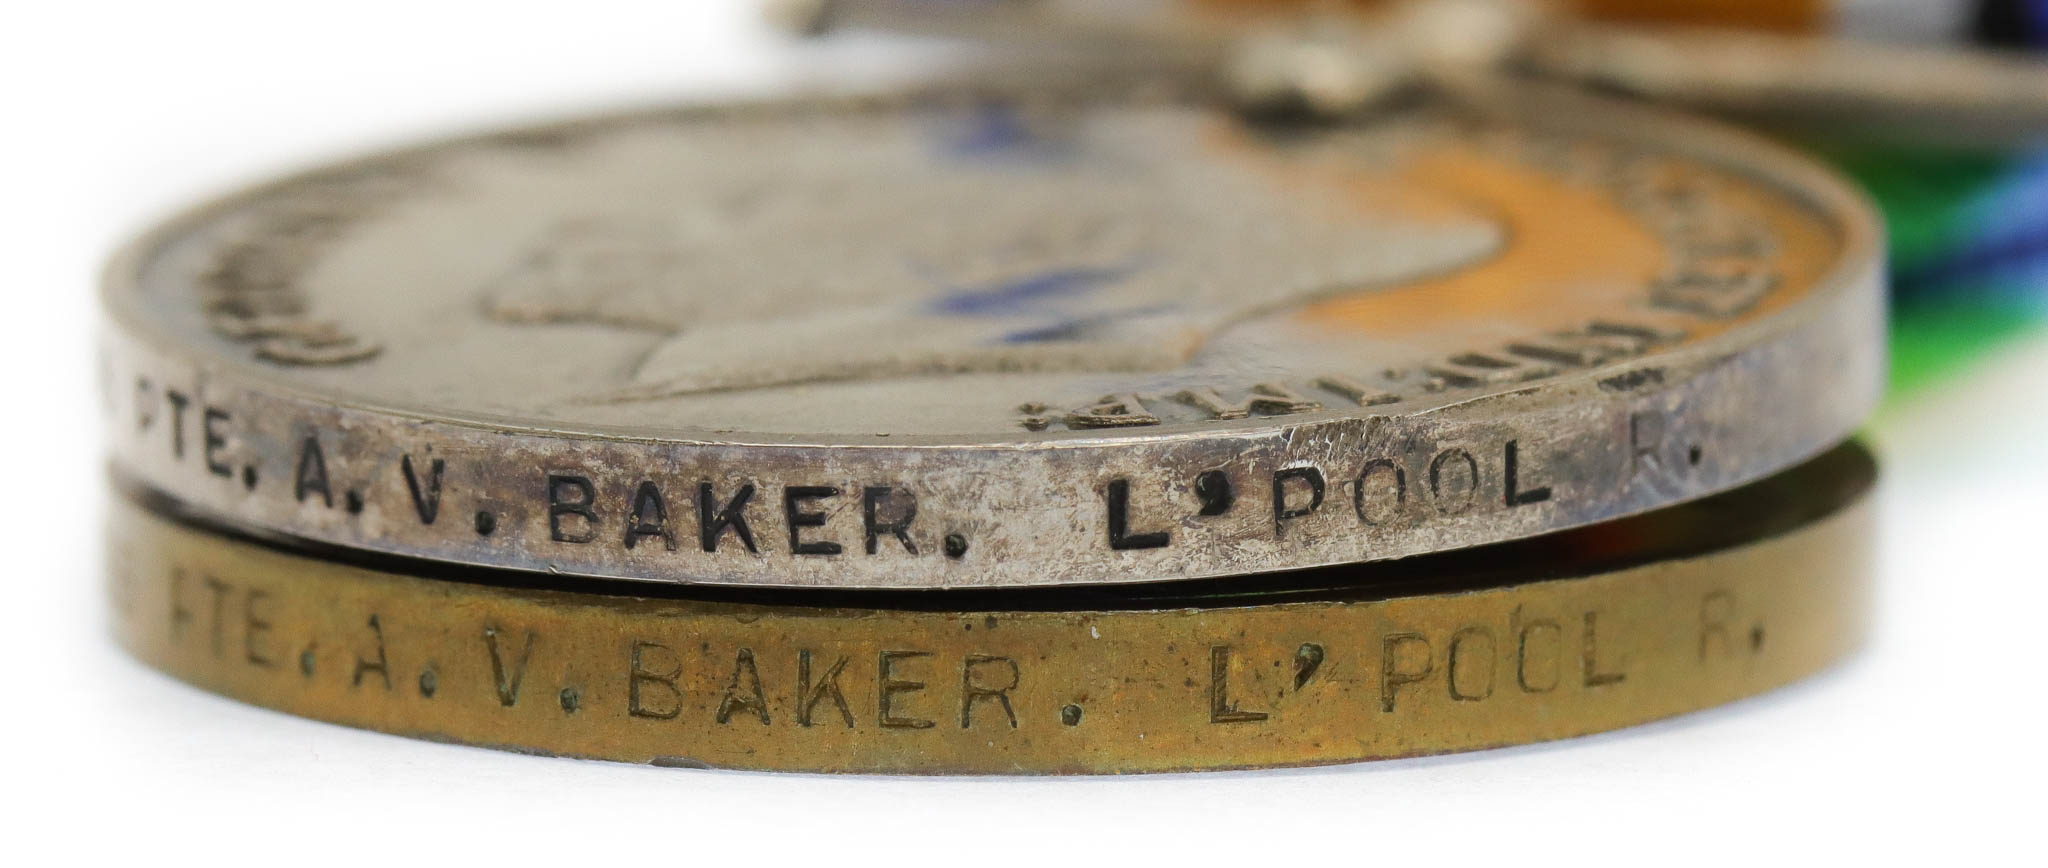 PTE. A. V. BAKER. L'POOL R.
PTE. A. V. BAKER. L'POOL R.